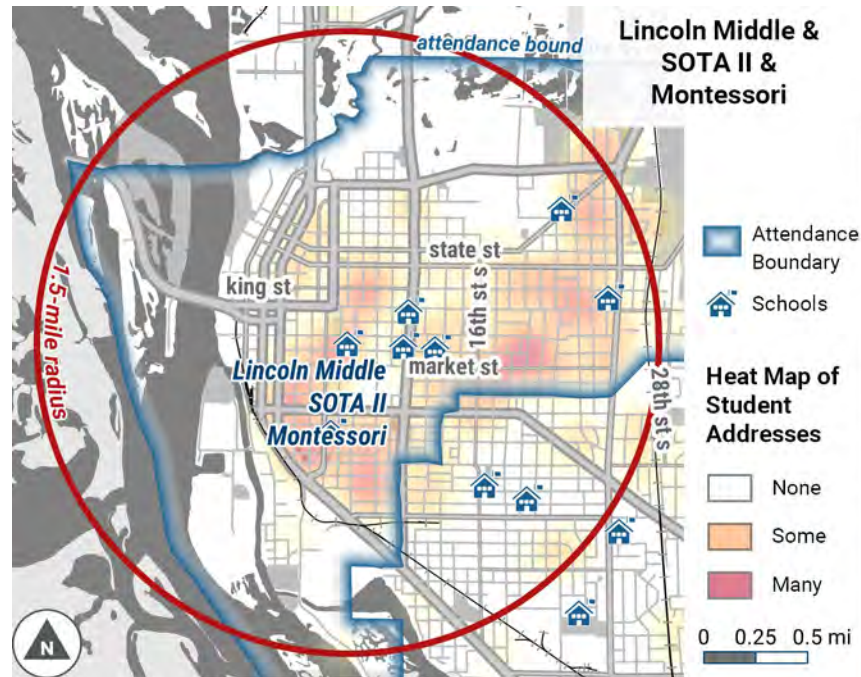 Lincoln Middle &
SOTA II &
Montessori
attendance bound
1.5-mile radius
state st
king st
16th st s
market st
Lincoln Middle
SOTA II
Montessori
28th st s
Attendance
Boundary
Schools
Heat Map of
Student
Addresses
None
Some
Many
N
0 0.25 0.5 mi